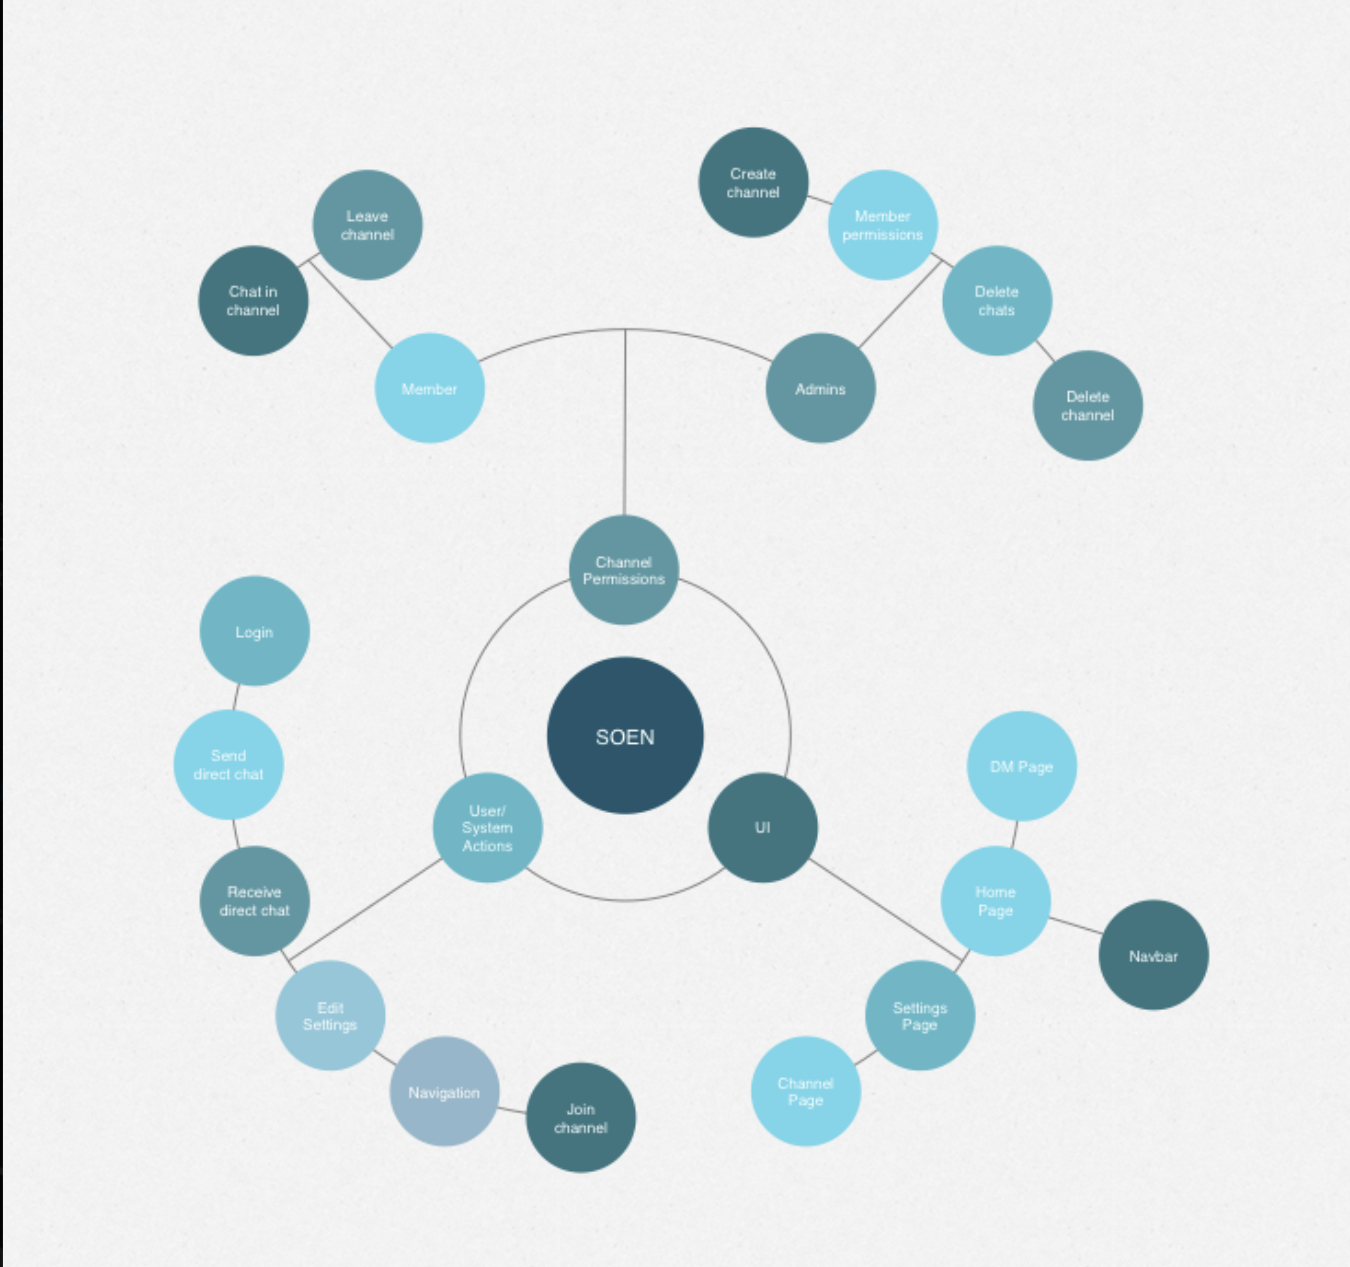 Create
channel
Leave
channel
Member
permissions
Chat in
channel
Delete
chats
Member
Admins
Delete
channel
Channel
Permissions
Login
SOEN
Send
direct chat
DM Page
User/
System
Actions
UI
Receive
direct chat
Home
Page
Navbar
Edit
Settings
Settings
Page
Navigation
Channel
Page
Join
channel